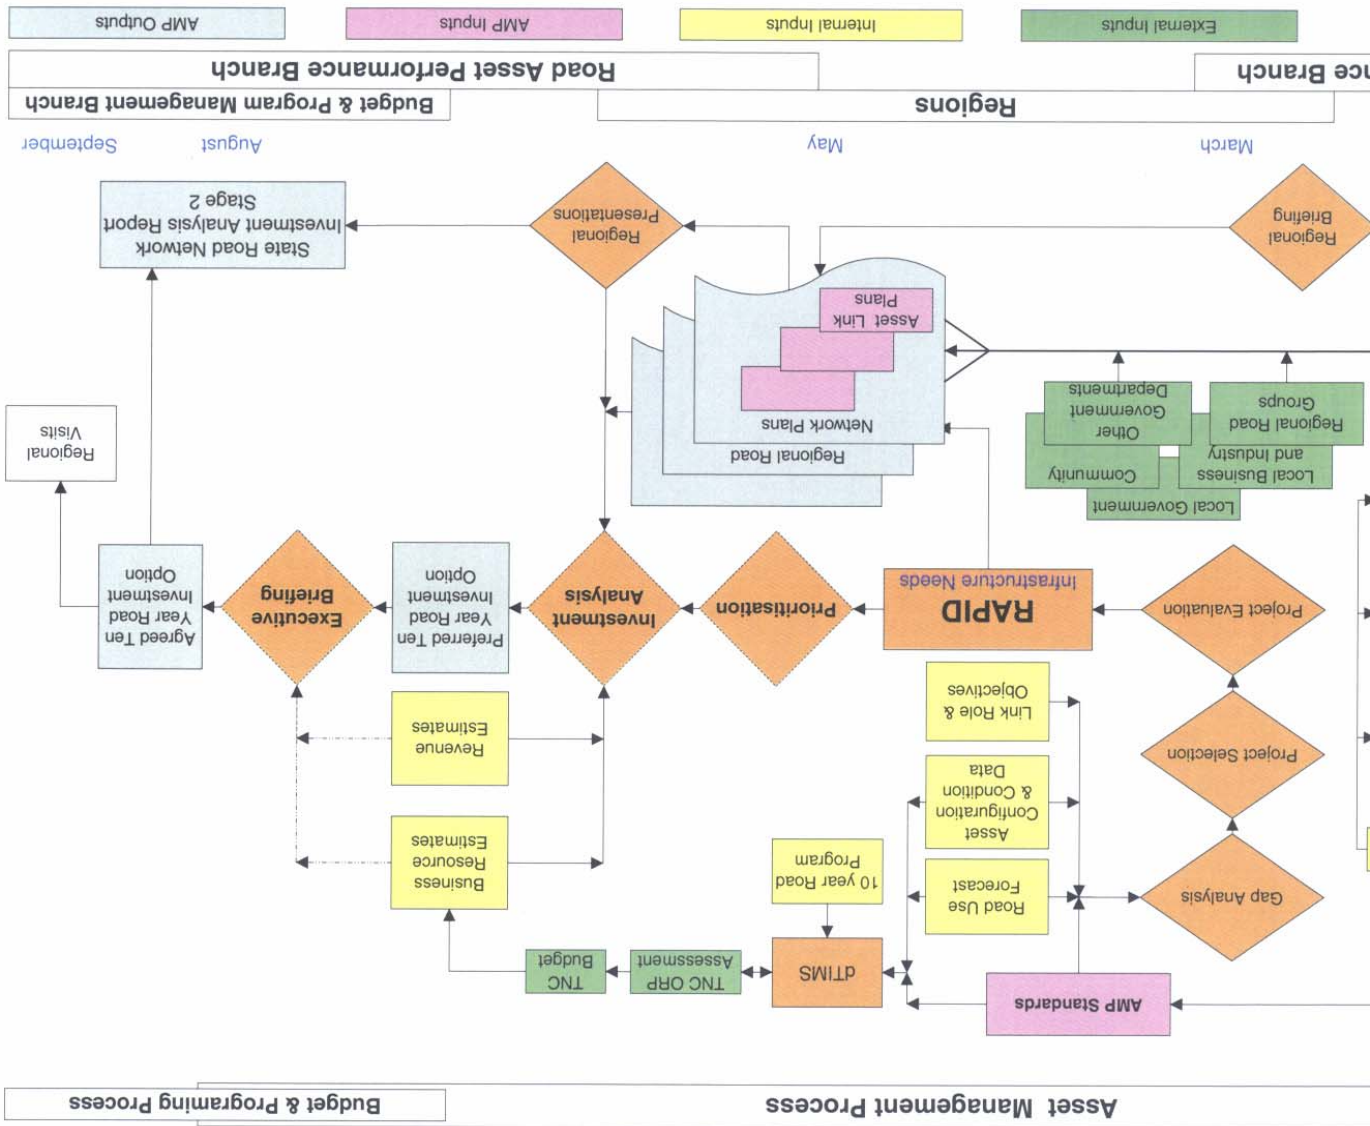 Asset Management Process
Budget & Programing Process
AMP Standards
dTIMS
TNC ORP
Assessment
TNC
Budget
Gap Analysis
Road Use
Forecast
10 year Road
Program
Business
Resource
Estimates
Asset
Configuration
& Condition
Data
Project Selection
Link Role &
Objectives
Revenue
Estimates
Project Evaluation
RAPID
Infrastructure Needs
Prioritisation
Investment
Analysis
Preferred Ten
Year Road
Investment
Option
Executive
Briefing
Agreed Ten
Year Road
Investment
Option
Local Government
Local Business
and Industry
Community
Regional Road
Groups
Other
Government
Departments
Regional Road
Network Plans
Asset Link
Plans
Regional
Visits
Regional
Briefing
Regional
Presentations
State Road Network
Investment Analysis Report
Stage 2
March
May
August
September
Regions
Budget & Program Management Branch
nce Branch
Road Asset Performance Branch
External Inputs
Internal Inputs
AMP Inputs
AMP Outputs